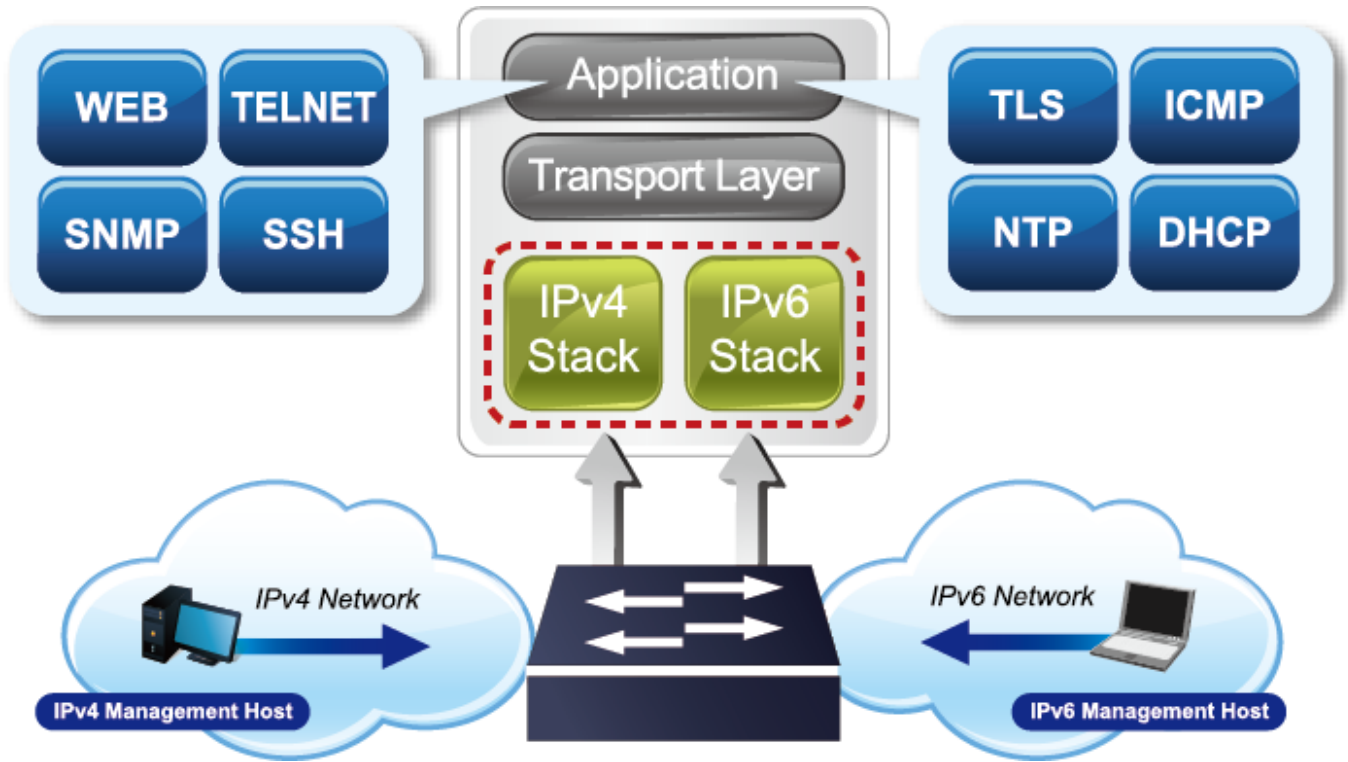 WEB
TELNET
SNMP
SSH
Application
Transport Layer
IPv4
Stack
IPv6
Stack
TLS
ICMP
NTP
DHCP
IPv4 Network
IPv4 Management Host
IPv6 Network
IPv6 Management Host